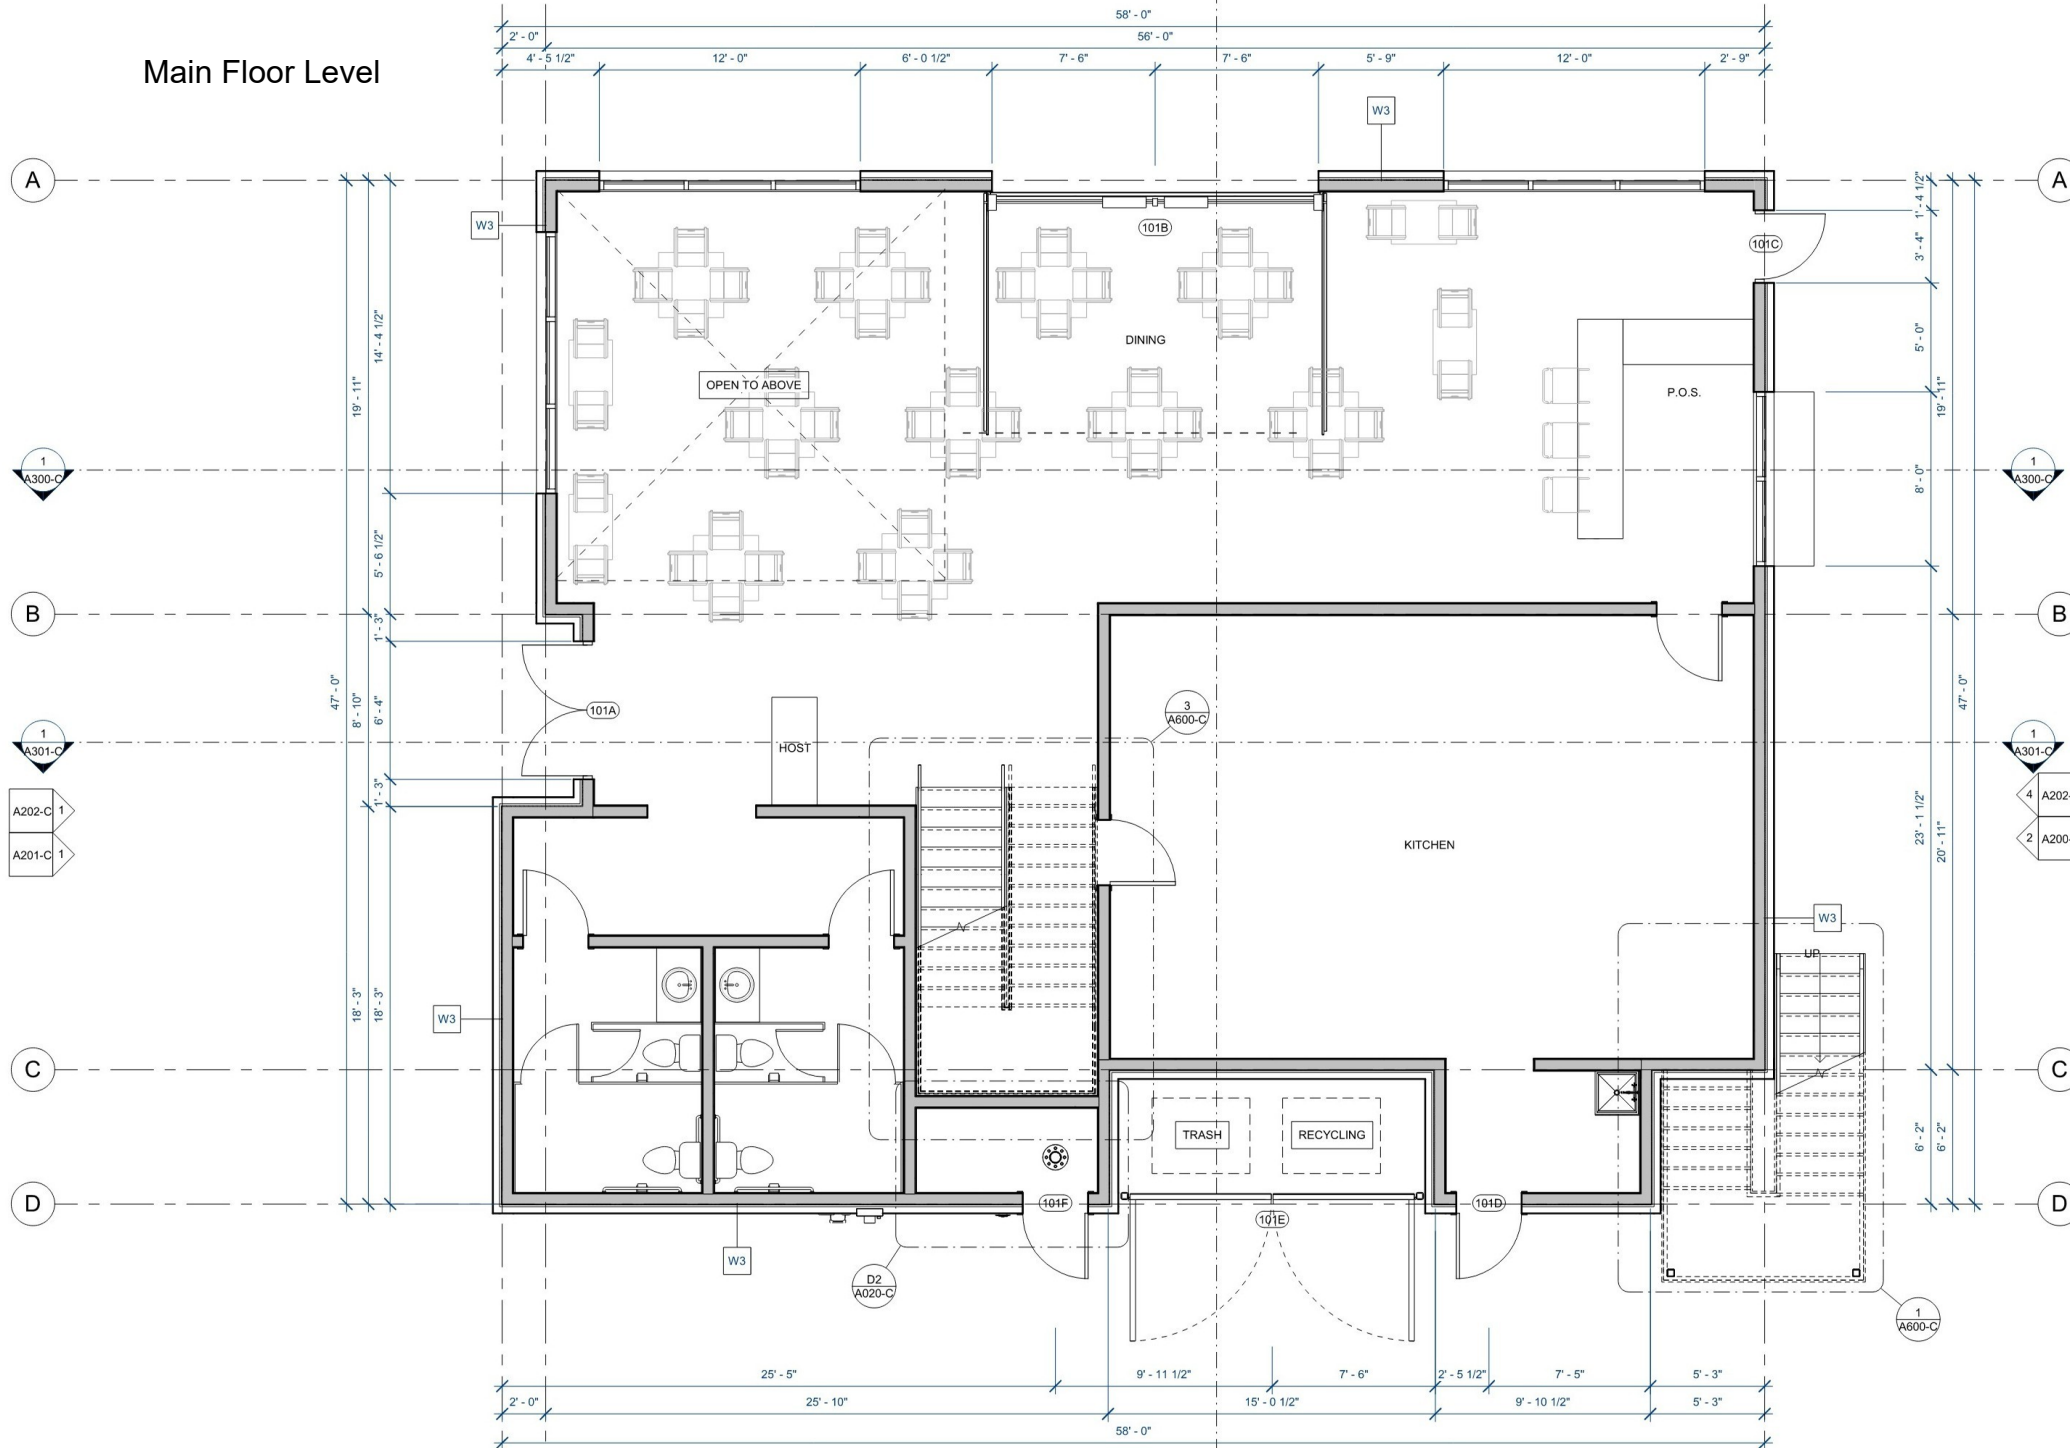 Main Floor Level
58' - 0"
2' - 0"
56' - 0"
4' - 5 1/2"
12' - 0"
6' - 0 1/2"
7' - 6"
7' - 6"
5' - 9"
12' - 0"
2' - 9"
W3
A
A
W3
101B
101C
1' - 4 1/2"
3' - 4"
DINING
14' - 4 1/2"
5' - 0"
OPEN TO ABOVE
P.O.S.
19' - 11"
19' - 11"
1
A300-C
1
A300-C
8' - 0"
5' - 6 1/2"
B
B
1' - 3"
47' - 0"
8' - 10"
6' - 4"
101A
3
A600-C
47' - 0"
HOST
1
A301-C
1
A301-C
1' - 3"
A202-C 1
4 A202-
A201-C 1
2 A200-
KITCHEN
23' - 1 1/2"
20' - 11"
W3
UP
18' - 3"
18' - 3"
W3
C
C
TRASH
RECYCLING
6' - 2"
6' - 2"
D
D
101F
101E
101D
W3
D2
A020-C
1
A600-C
25' - 5"
9' - 11 1/2"
7' - 6"
2' - 5 1/2"
7' - 5"
5' - 3"
2' - 0"
25' - 10"
15' - 0 1/2"
9' - 10 1/2"
5' - 3"
58' - 0"